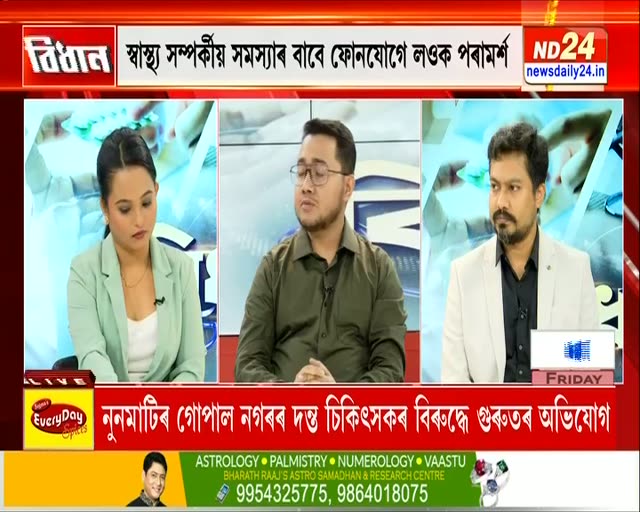 বিধান
স্বাস্থ্য সম্পৰ্কীয় সমস্যাৰ বাবে ফোনযোগে লওক পৰামৰ্শ
ND24
newsdaily24.in
LIVE
FRIDAY
EveryDay
Spices
নুনমাটিৰ গোপাল নগৰৰ দন্ত চিকিৎসকৰ বিৰুদ্ধে গুৰুতৰ অভিযোগ
ASTROLOGY • PALMISTRY • NUMEROLOGY • VAASTU
BHARATH RAAJ'S ASTRO SAMADHAN & RESEARCH CENTRE
9954325775, 9864018075